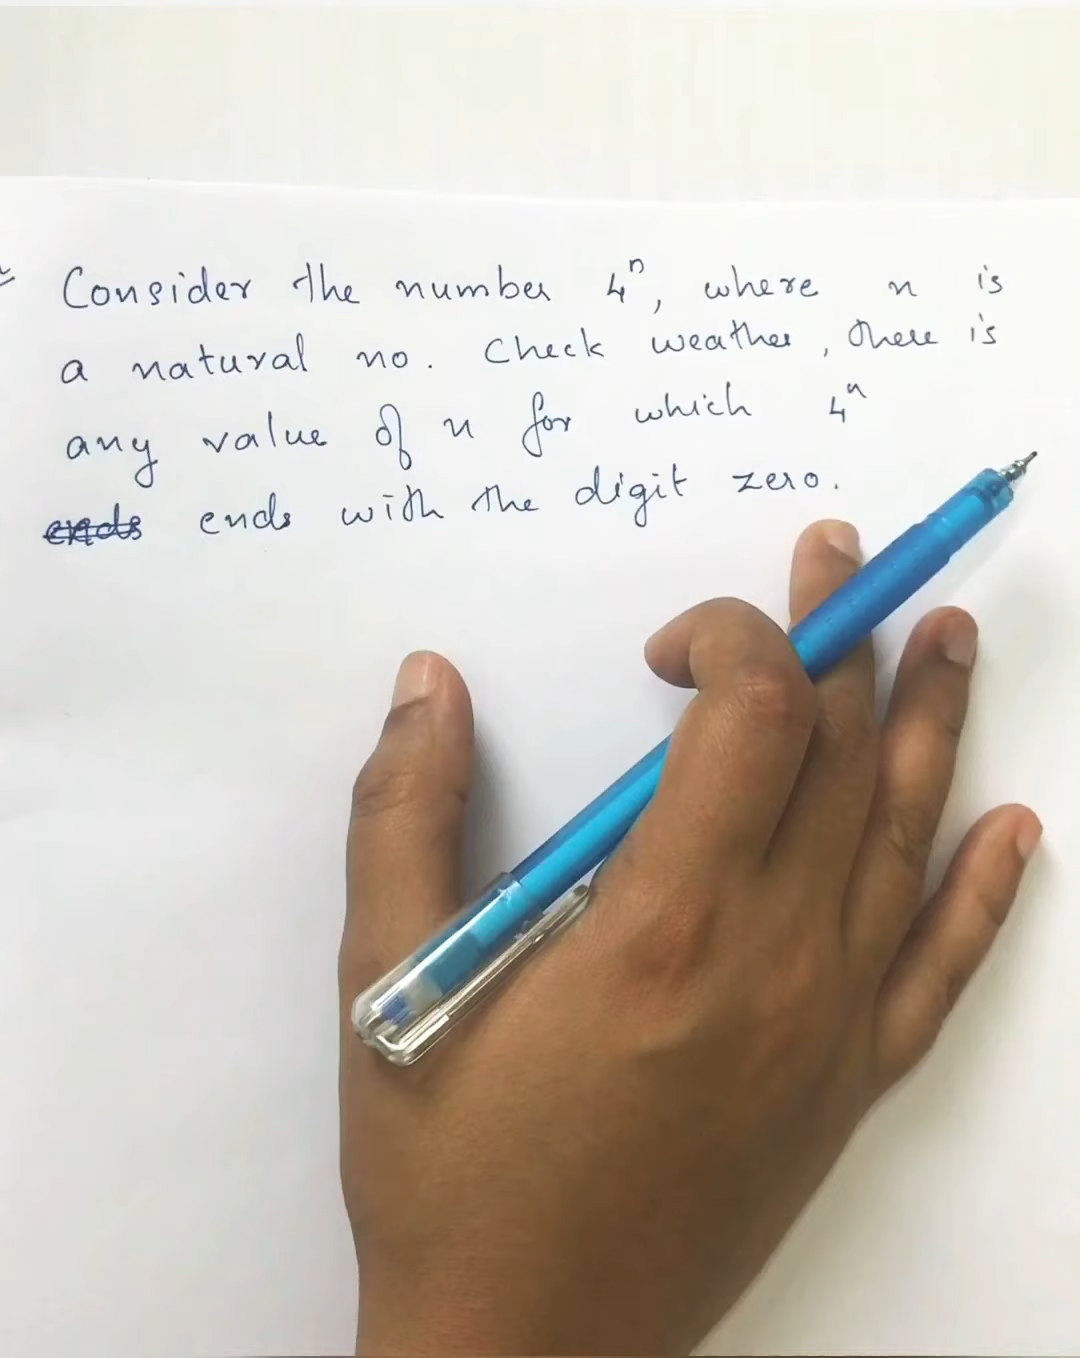 Consider the number 4ⁿ, where n is
a natural no. Check weather, there is
any value of n for which 4ⁿ
ends ends with the digit zero.